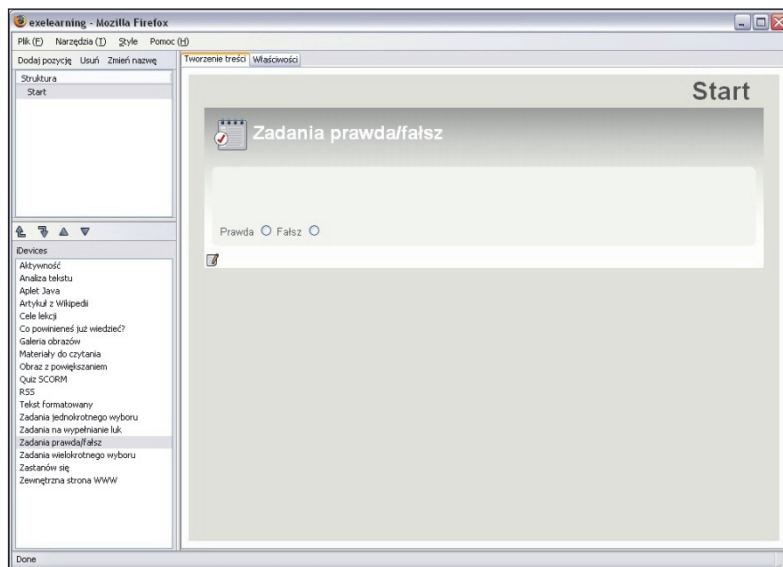 exelearning - Mozilla Firefox
Plik (F) Narzędzia (T) Style Pomoc (H)
Dodaj pozycję Usuń Zmień nazwę
Struktura
Start
iDevices
Aktywność
Analiza tekstu
Aplet Java
Artykuł z Wikipedii
Cele lekcji
Co powinieneś już wiedzieć?
Galeria obrazów
Materiały do czytania
Obraz z powiększaniem
Quiz SCORM
RSS
Tekst formatowany
Zadania jednokrotnego wyboru
Zadania na wypełnianie luk
Zadania prawda/fałsz
Zadania wielokrotnego wyboru
Zastanów się
Zewnętrzna strona WWW
Tworzenie treści Właściwości
Start
Zadania prawda/fałsz
Prawda Fałsz
Done